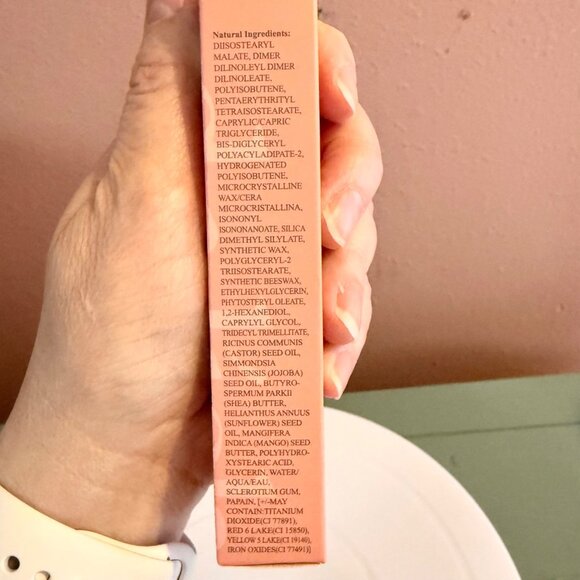 Natural Ingredients:
DIISOSTEARYL
MALATE, DIMER
DILINOLEYL DIMER
DILINOLEATE,
POLYISOBUTENE,
PENTAERYTHRITYL
TETRAISOSTEARATE,
CAPRYLIC/CAPRIC
TRIGLYCERIDE,
BIS-DIGLYCERYL
POLYACYLADIPATE-2,
HYDROGENATED
POLYISOBUTENE,
MICROCRYSTALLINE
WAX/CERA
MICROCRISTALLINA,
ISONONYL
ISONONANOATE, SILICA
DIMETHYL SILYLATE,
SYNTHETIC WAX,
POLYGLYCERYL-2
TRIISOSTEARATE,
SYNTHETIC BEESWAX,
ETHYLHEXYLGLYCERIN,
PHYTOSTERYL OLEATE,
1,2-HEXANEDIOL,
CAPRYLYL GLYCOL,
TRIDECYL TRIMELLITATE,
RICINUS COMMUNIS
(CASTOR) SEED OIL,
SIMMONDSIA
CHINENSIS (JOJOBA)
SEED OIL, BUTYRO-
SPERMUM PARKII
(SHEA) BUTTER,
HELIANTHUS ANNUUS
(SUNFLOWER) SEED
OIL, MANGIFERA
INDICA (MANGO) SEED
BUTTER, POLYHYDRO-
XYSTEARIC ACID,
GLYCERIN, WATER/
AQUA/EAU,
SCLEROTIUM GUM,
PAPAIN, [+/-MAY
CONTAIN:TITANIUM
DIOXIDE(CI 77891),
RED 6 LAKE(CI 15850),
YELLOW 5 LAKE(CI 19140),
IRON OXIDES(CI 77491)]